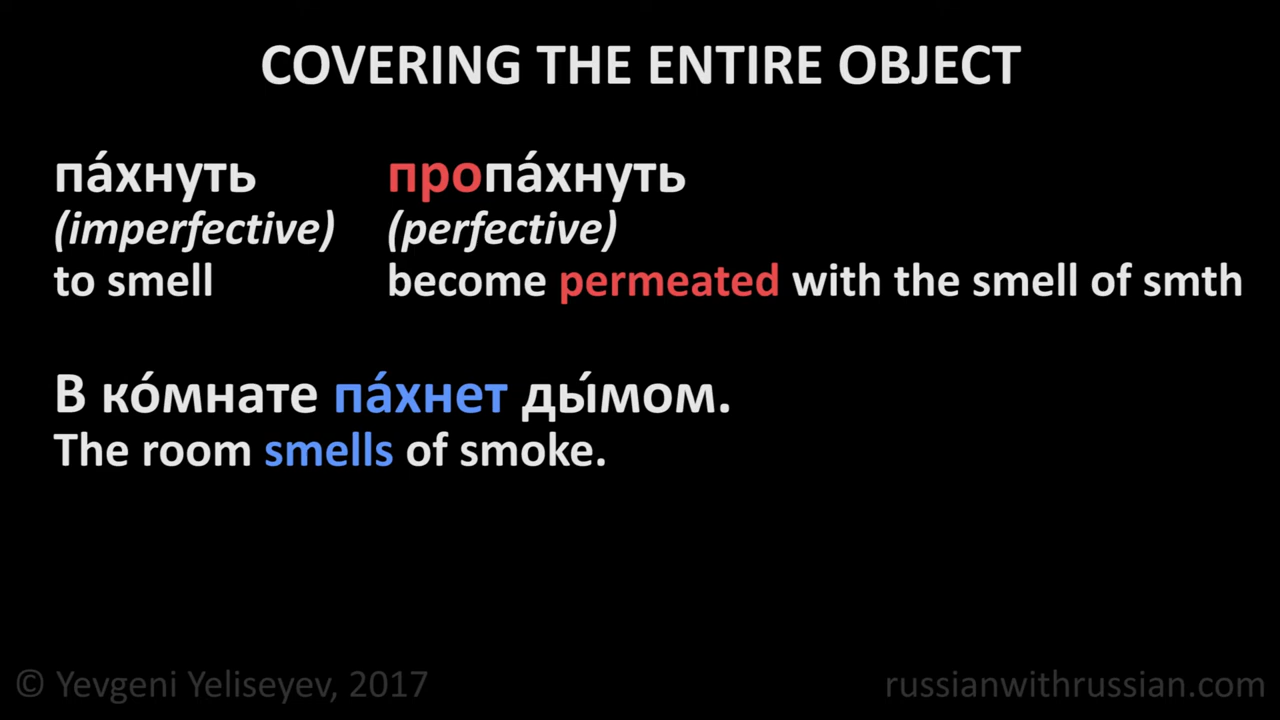 COVERING THE ENTIRE OBJECT
па́хнуть пропа́хнуть
(imperfective) (perfective)
to smell become permeated with the smell of smth
В ко́мнате па́хнет ды́мом.
The room smells of smoke.
© Yevgeni Yeliseyev, 2017 russianwithrussian.com